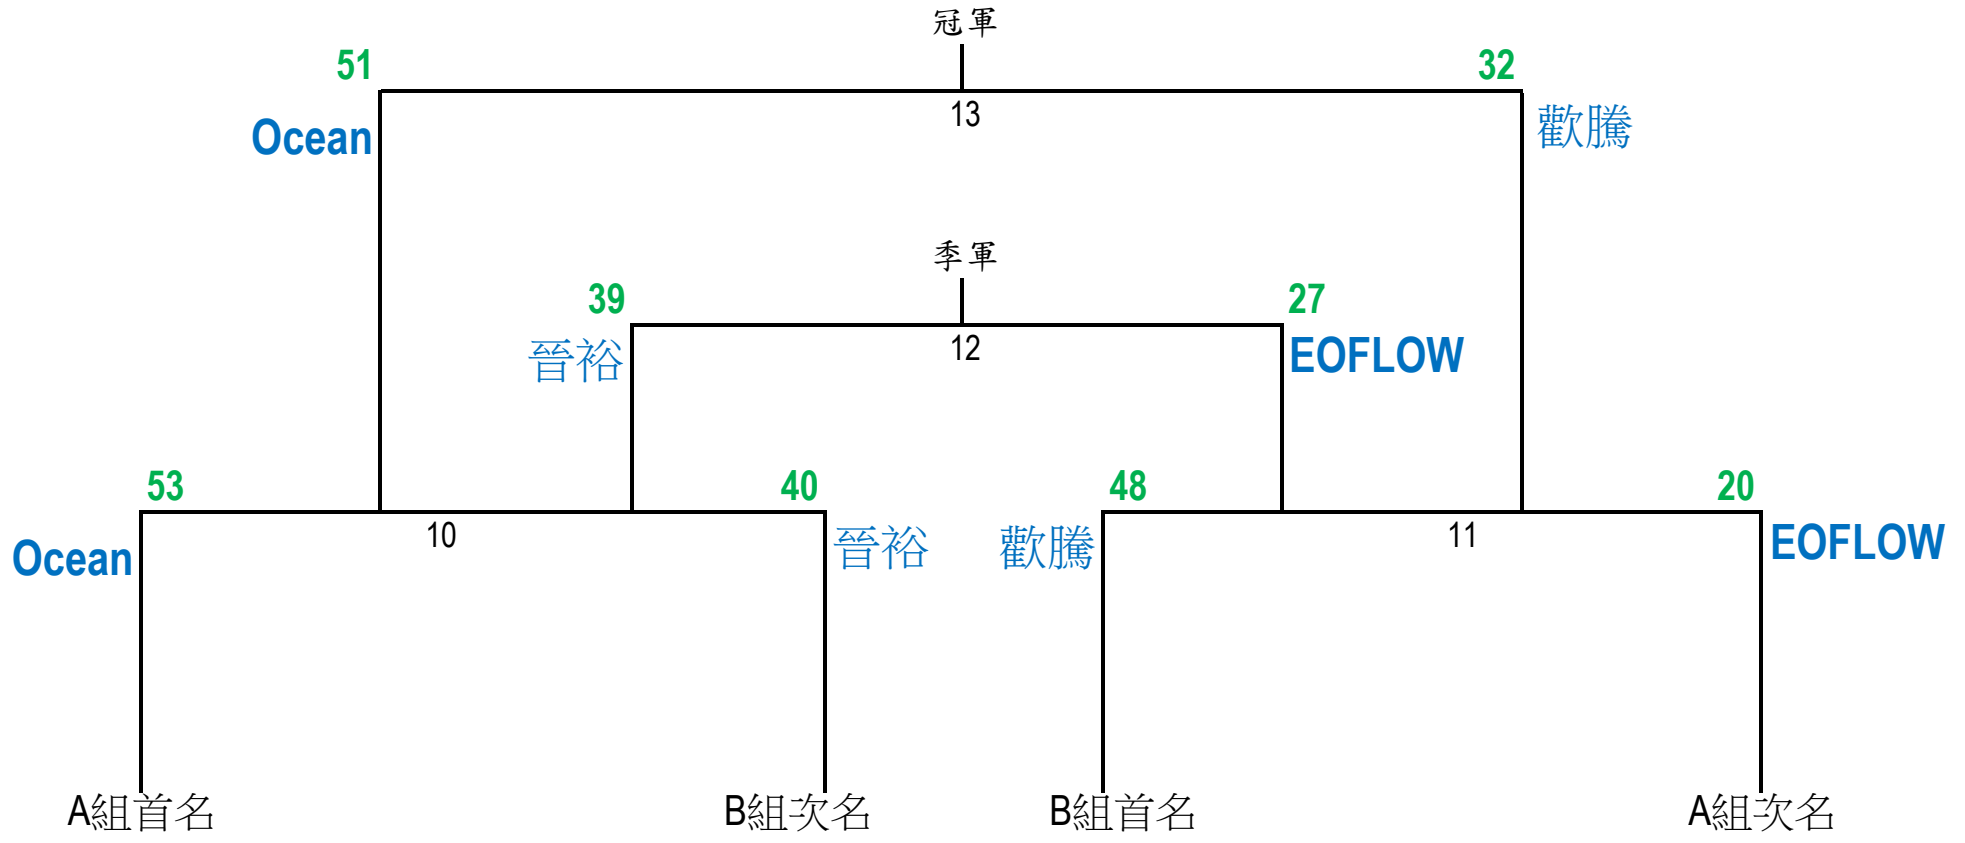 冠軍
51
32
13
Ocean
歡騰
季軍
39
27
12
晉裕
EOFLOW
53
40
48
20
10
11
Ocean
晉裕
歡騰
EOFLOW
A組首名
B組次名
B組首名
A組次名